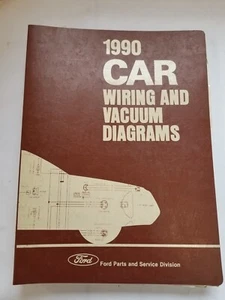 1990
CAR
WIRING AND
VACUUM
DIAGRAMS
Ford
Ford Parts and Service Division